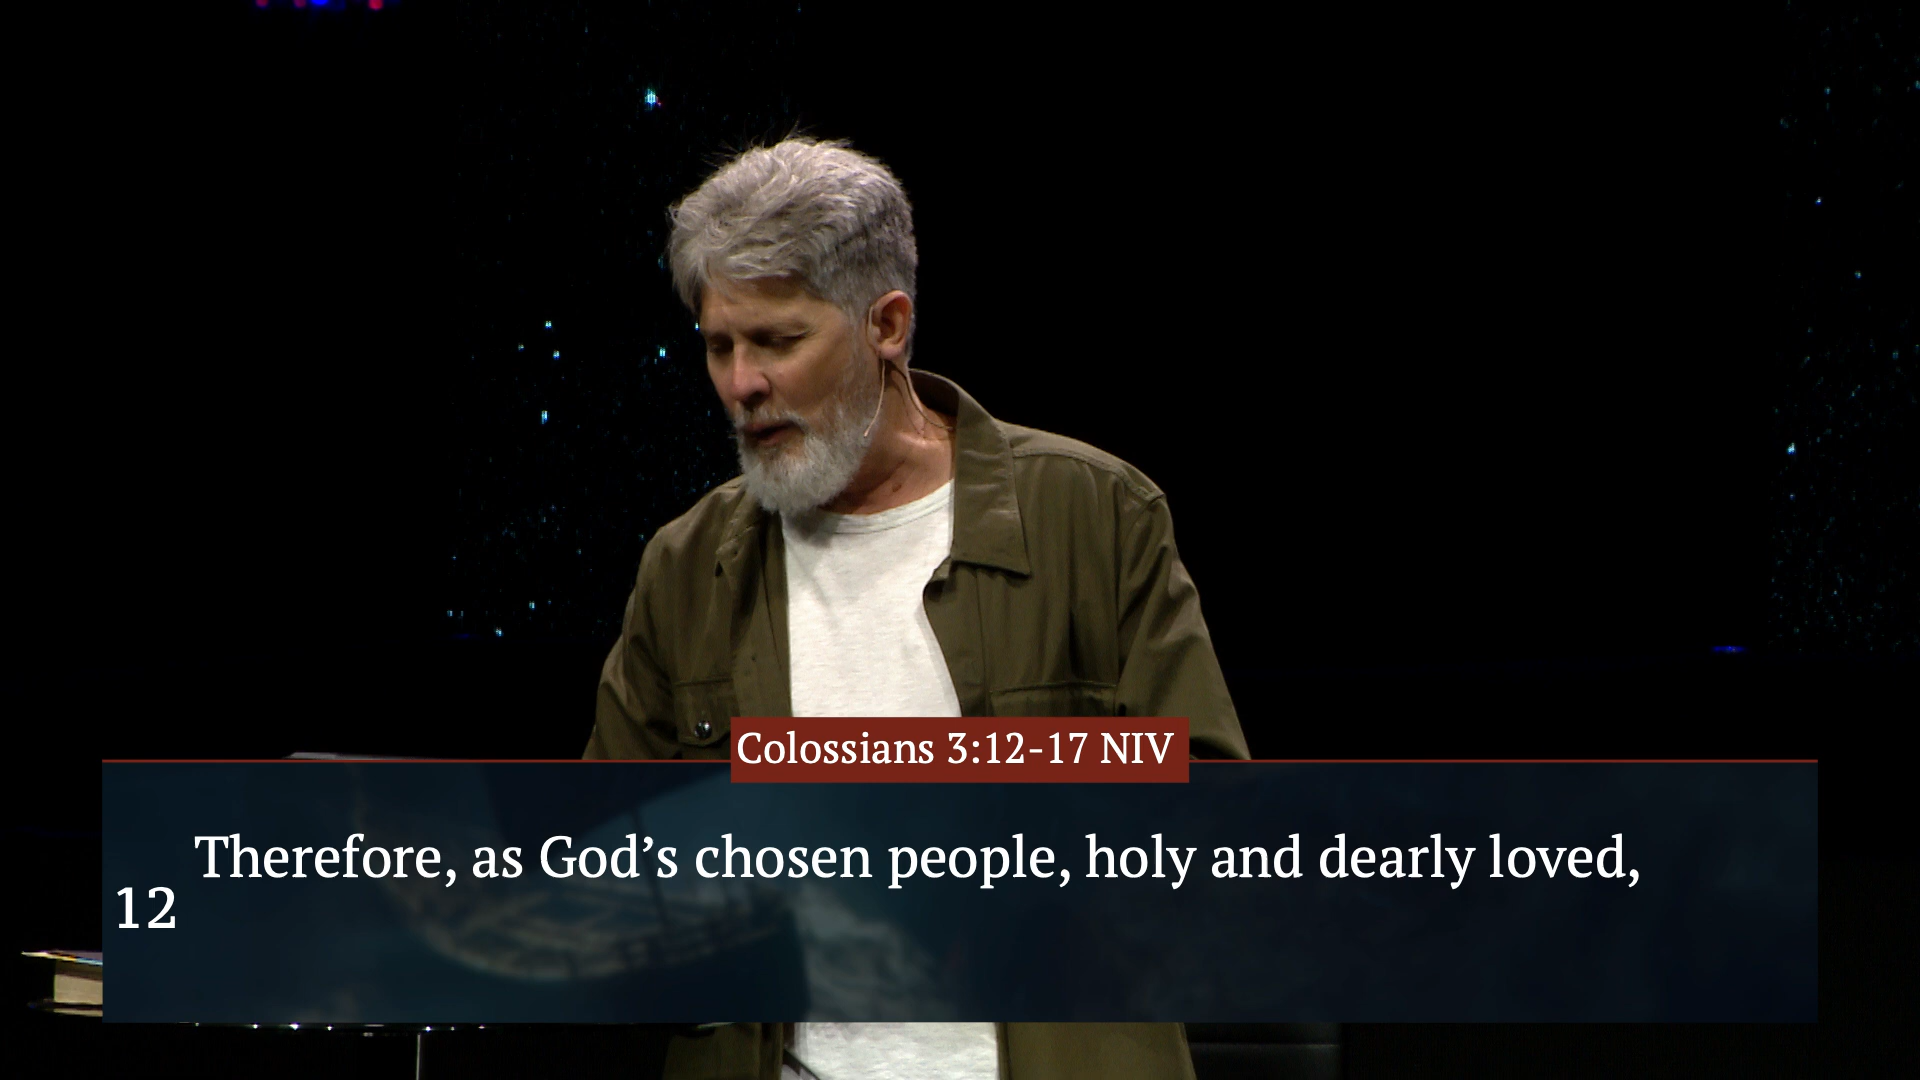 Colossians 3:12-17 NIV
Therefore, as God’s chosen people, holy and dearly loved,
12